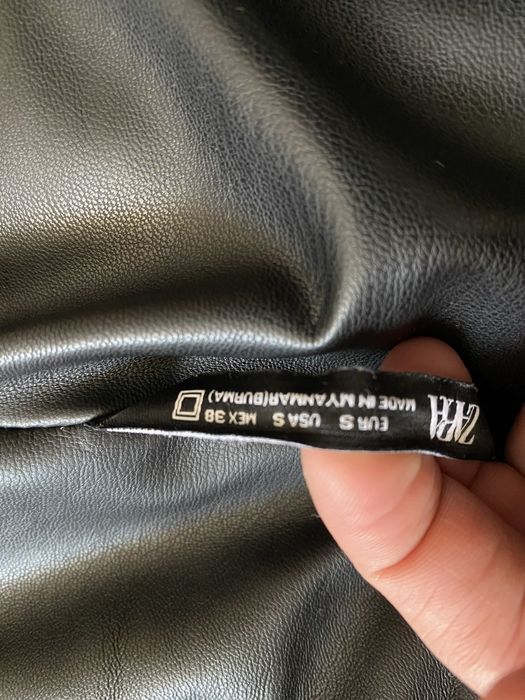 ZARA
MADE IN MYANMAR(BURMA)
EUR S USA S MEX 38